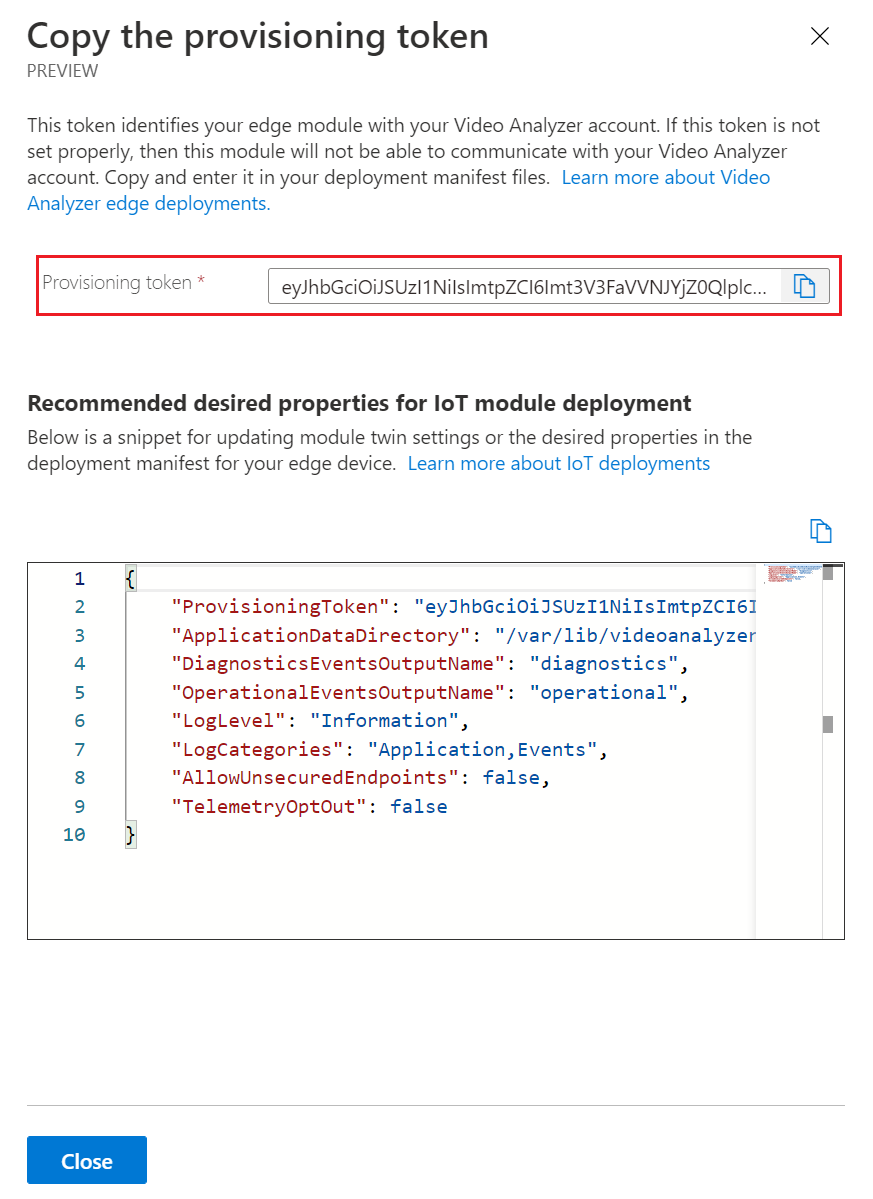 Copy the provisioning token
PREVIEW
This token identifies your edge module with your Video Analyzer account. If this token is not
set properly, then this module will not be able to communicate with your Video Analyzer
account. Copy and enter it in your deployment manifest files. Learn more about Video
Analyzer edge deployments.
Provisioning token * eyJhbGciOiJSUzI1NiIsImtpZCI6Imt3V3FaVVNJYjZ0QlpIc...
Recommended desired properties for IoT module deployment
Below is a snippet for updating module twin settings or the desired properties in the
deployment manifest for your edge device. Learn more about IoT deployments
1 {
2 "ProvisioningToken": "eyJhbGciOiJSUzI1NiIsImtpZCI6I
3 "ApplicationDataDirectory": "/var/lib/videoanalyzer
4 "DiagnosticsEventsOutputName": "diagnostics",
5 "OperationalEventsOutputName": "operational",
6 "LogLevel": "Information",
7 "LogCategories": "Application,Events",
8 "AllowUnsecuredEndpoints": false,
9 "TelemetryOptOut": false
10 }
Close